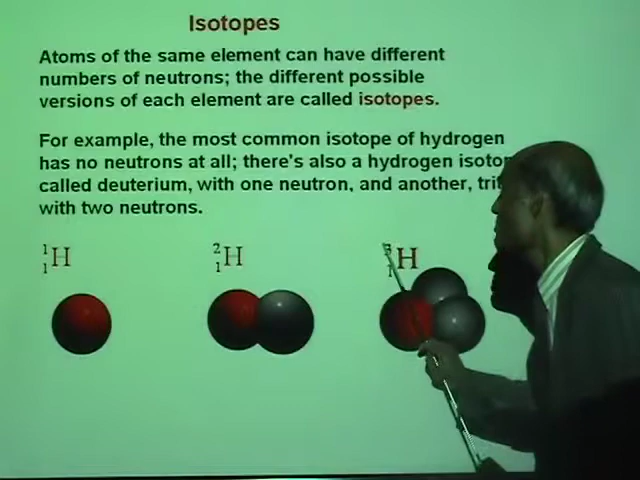 Isotopes
Atoms of the same element can have different
numbers of neutrons; the different possible
versions of each element are called isotopes.
For example, the most common isotope of hydrogen
has no neutrons at all; there's also a hydrogen
called deuterium, with one neutron, and another,
with two neutrons.
1 1 H 2 1 H 3 1 H